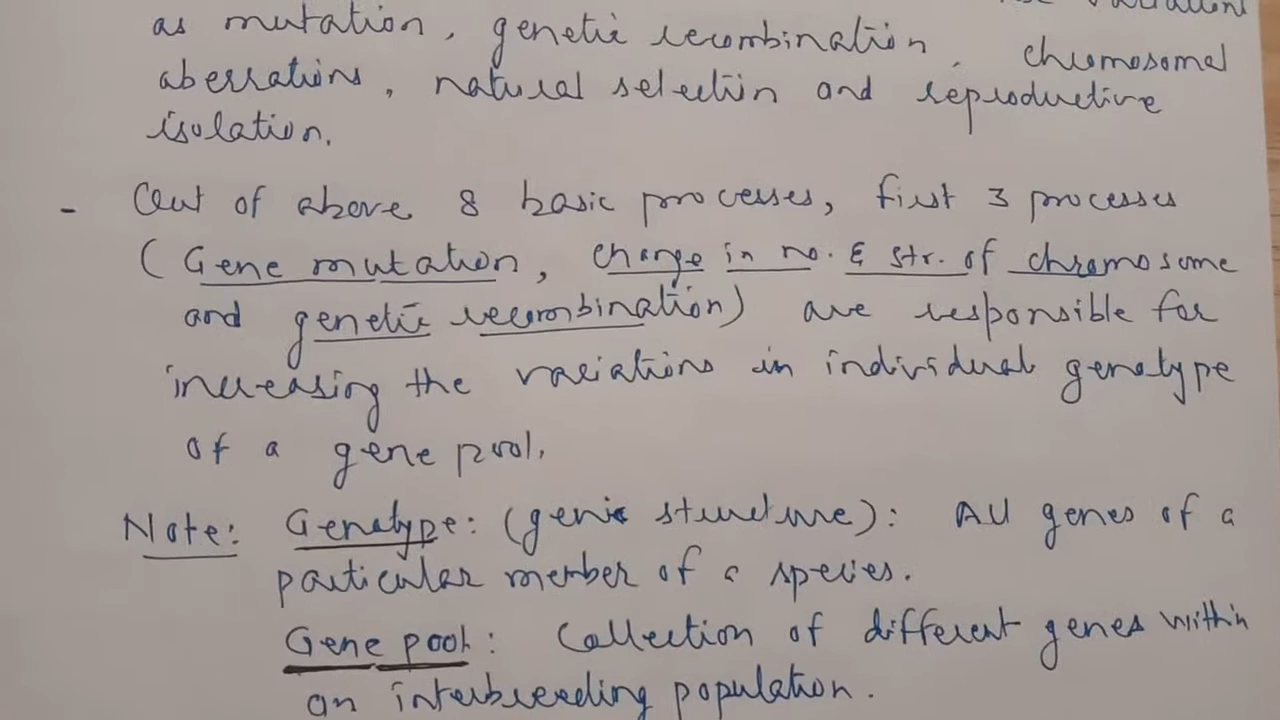 variation
as mutation, genetic recombination, chromosomal
aberrations, natural selection and reproductive
isolation.
- Out of above 8 basic processes, first 3 processes
(Gene mutation, change in no. & str. of chromosome
and genetic recombination) are responsible for
increasing the variations in individual genotype
of a gene pool.
Note: Genotype: (genic structure): All genes of a
particular member of a species.
Gene pool: Collection of different genes within
an interbreeding population.